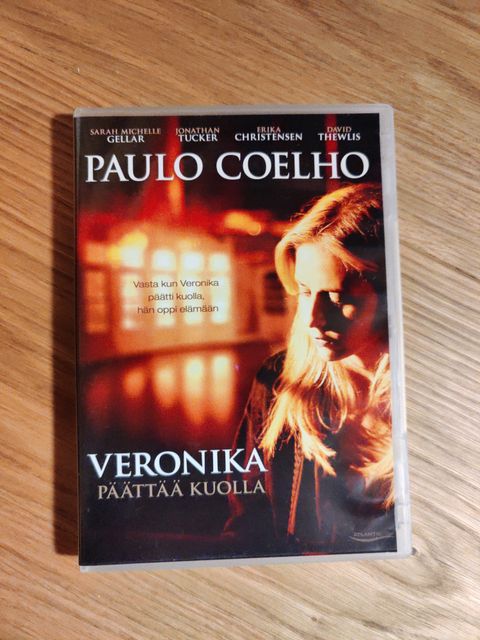 SARAH MICHELLE GELLAR
JONATHAN TUCKER
ERIKA CHRISTENSEN
DAVID THEWLIS
PAULO COELHO
Vasta kun Veronika
päätti kuolla,
hän oppi elämään
VERONIKA
PÄÄTTÄÄ KUOLLA
ATLANTIC